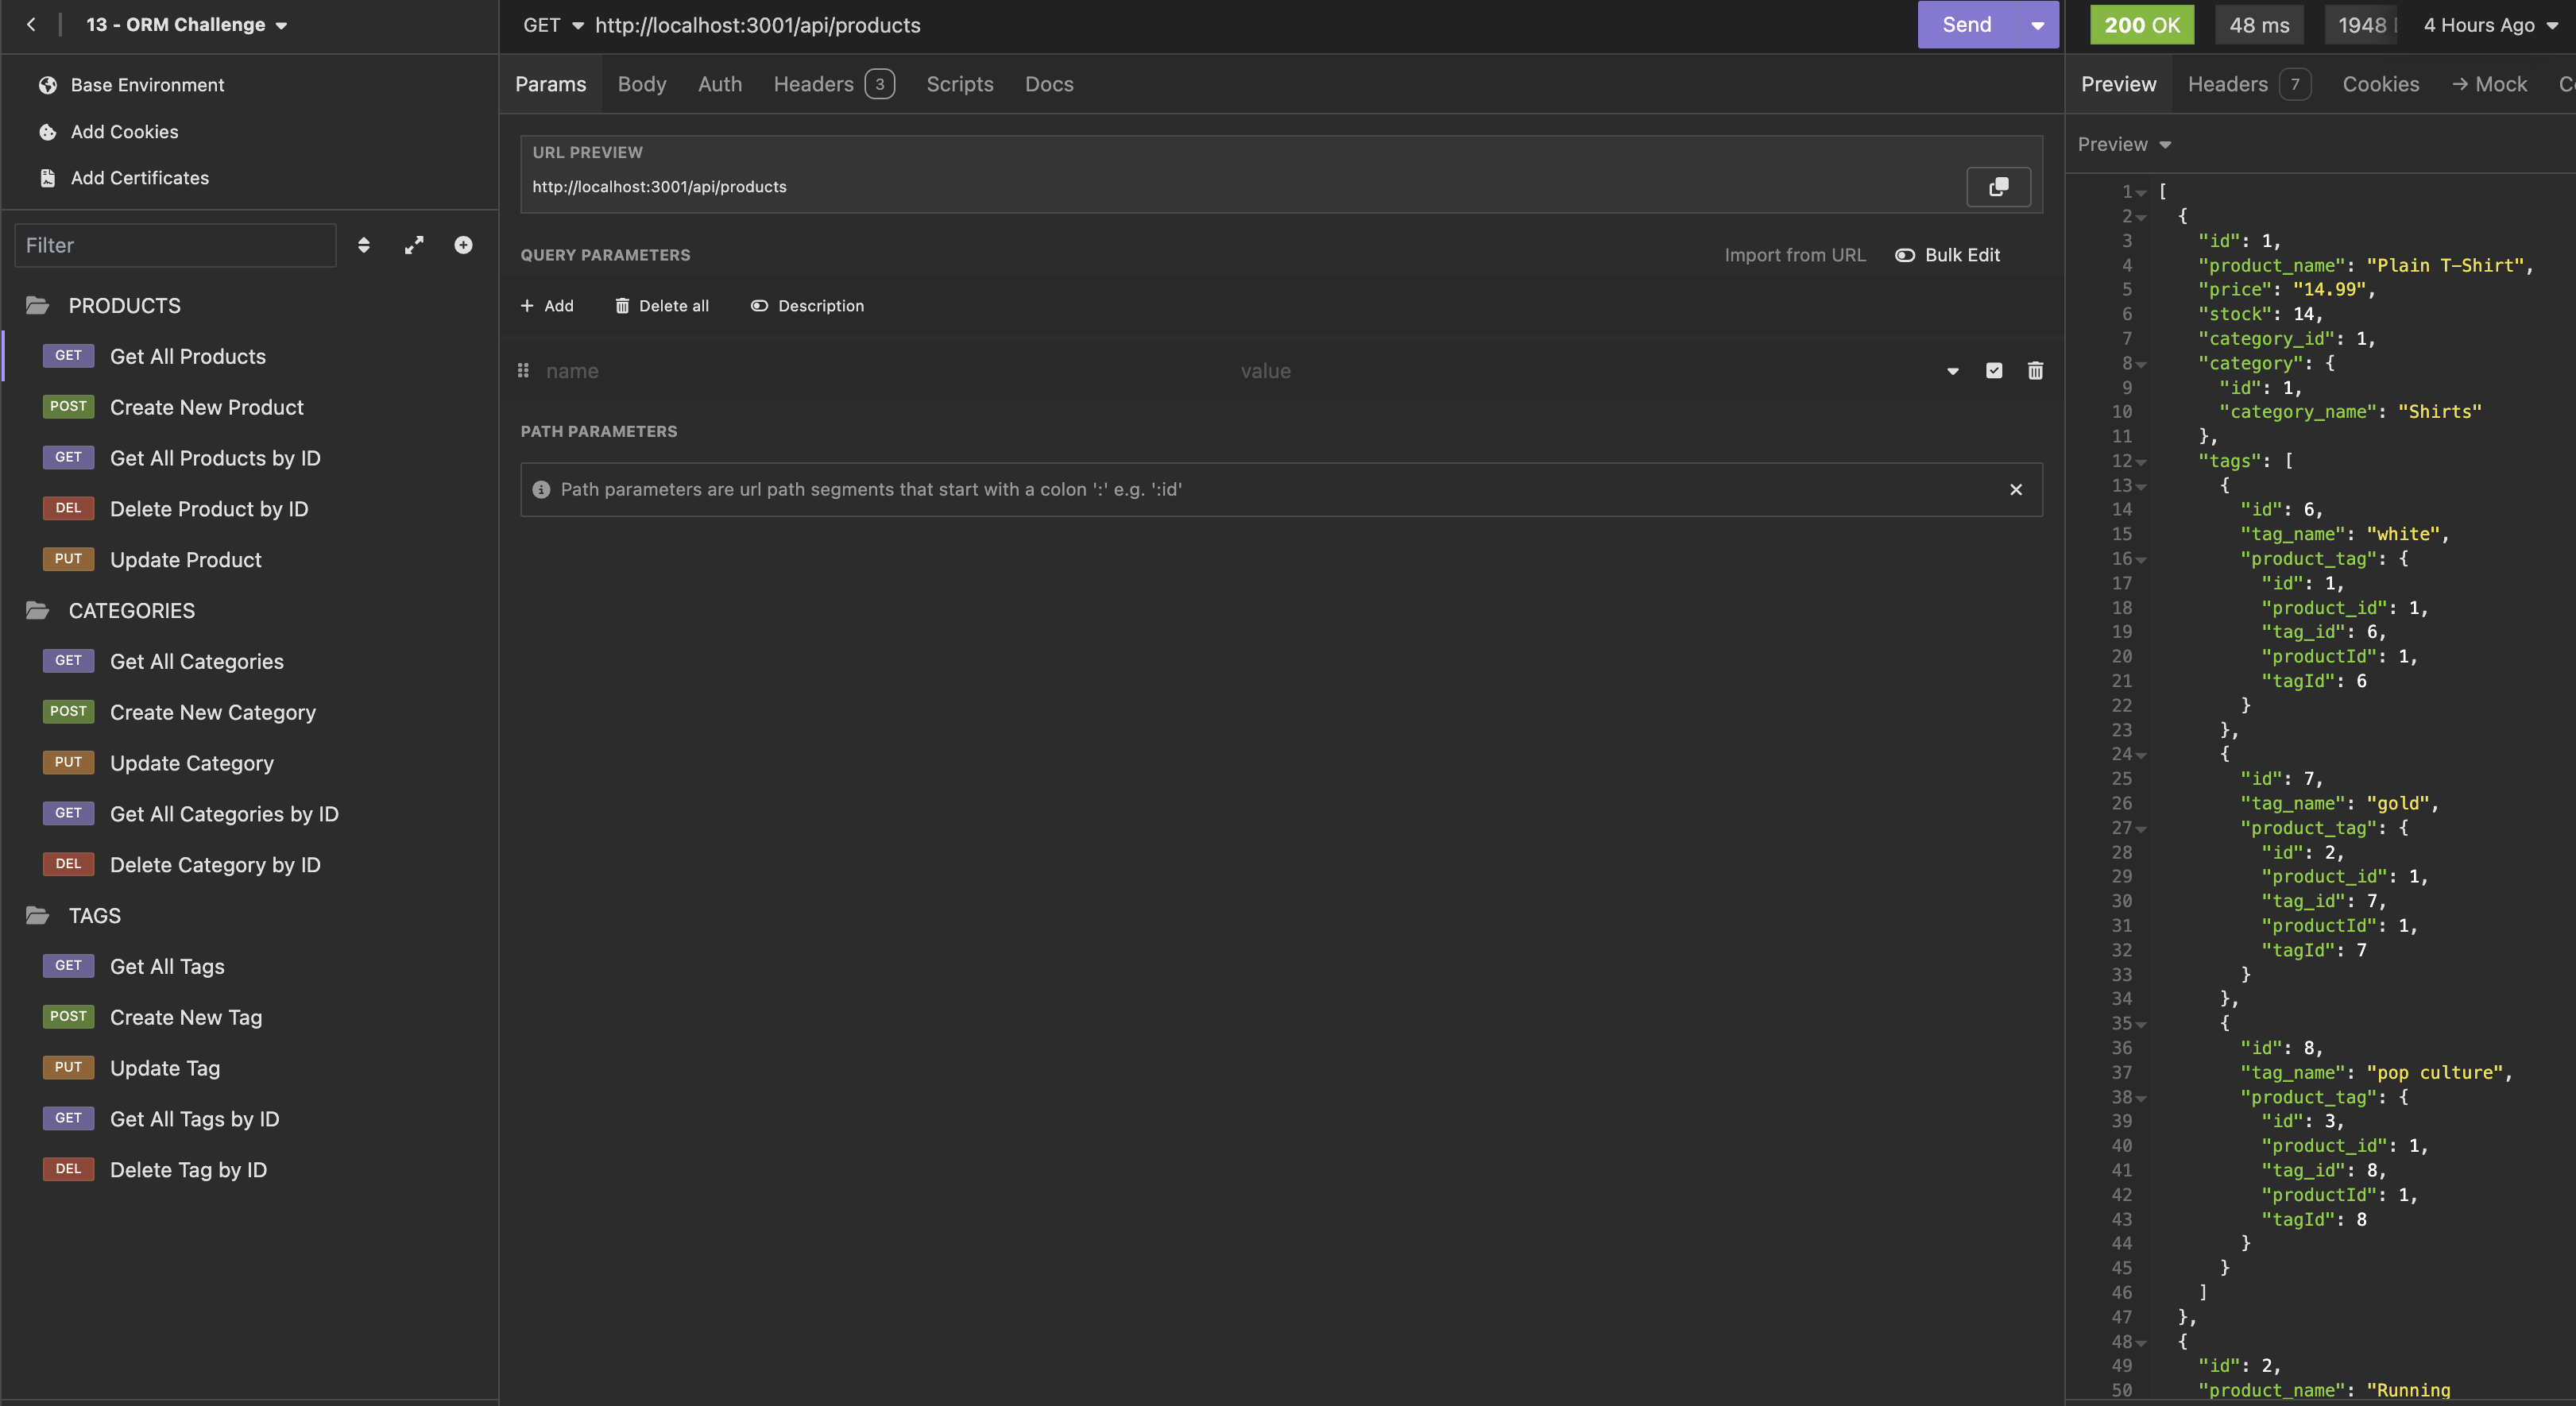 13 - ORM Challenge
Base Environment
Add Cookies
Add Certificates
Filter
PRODUCTS
GET Get All Products
POST Create New Product
GET Get All Products by ID
DEL Delete Product by ID
PUT Update Product
CATEGORIES
GET Get All Categories
POST Create New Category
PUT Update Category
GET Get All Categories by ID
DEL Delete Category by ID
TAGS
GET Get All Tags
POST Create New Tag
PUT Update Tag
GET Get All Tags by ID
DEL Delete Tag by ID
GET http://localhost:3001/api/products Send
Params Body Auth Headers 3 Scripts Docs
URL PREVIEW
http://localhost:3001/api/products
QUERY PARAMETERS Import from URL Bulk Edit
+ Add Delete all Description
name value
PATH PARAMETERS
Path parameters are url path segments that start with a colon ':' e.g. ':id'
200 OK 48 ms 1948 4 Hours Ago
Preview Headers 7 Cookies → Mock
Preview
1 [
2 {
3 "id": 1,
4 "product_name": "Plain T-Shirt",
5 "price": "14.99",
6 "stock": 14,
7 "category_id": 1,
8 "category": {
9 "id": 1,
10 "category_name": "Shirts"
11 },
12 "tags": [
13 {
14 "id": 6,
15 "tag_name": "white",
16 "product_tag": {
17 "id": 1,
18 "product_id": 1,
19 "tag_id": 6,
20 "productId": 1,
21 "tagId": 6
22 }
23 },
24 {
25 "id": 7,
26 "tag_name": "gold",
27 "product_tag": {
28 "id": 2,
29 "product_id": 1,
30 "tag_id": 7,
31 "productId": 1,
32 "tagId": 7
33 }
34 },
35 {
36 "id": 8,
37 "tag_name": "pop culture",
38 "product_tag": {
39 "id": 3,
40 "product_id": 1,
41 "tag_id": 8,
42 "productId": 1,
43 "tagId": 8
44 }
45 }
46 ]
47 },
48 {
49 "id": 2,
50 "product_name": "Running